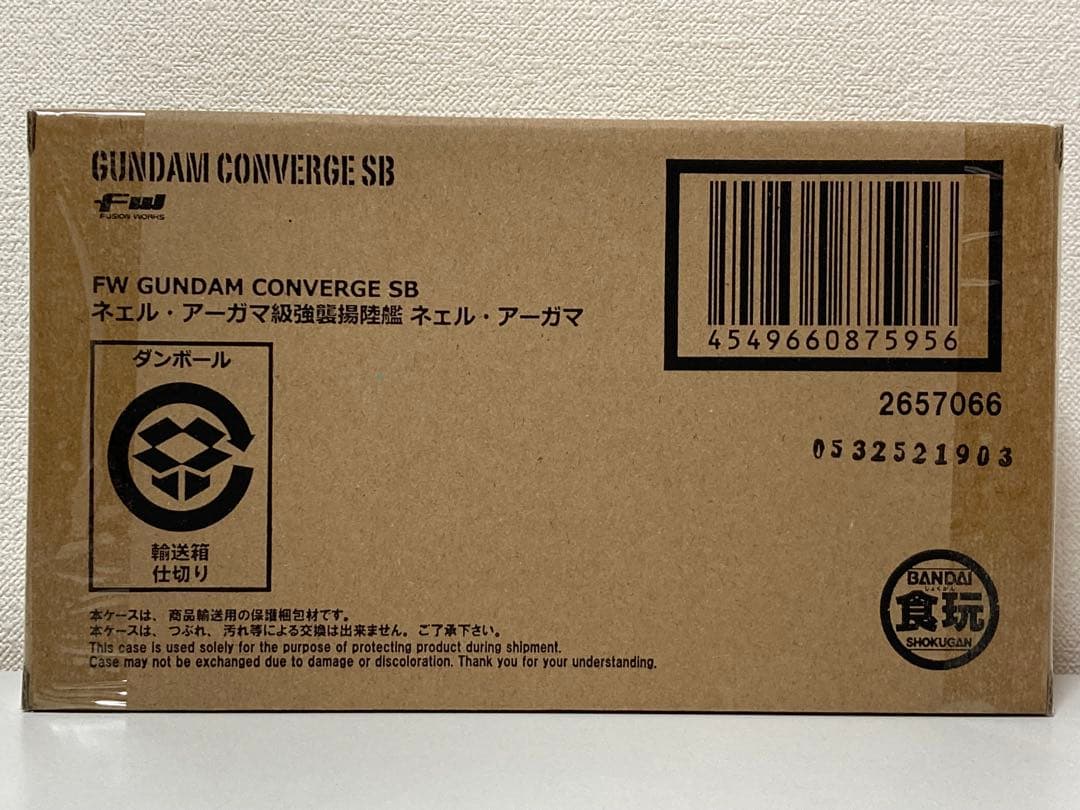 GUNDAM CONVERGE SB
FW
FUSION WORKS
FW GUNDAM CONVERGE SB
ネェル・アーガマ級強襲揚陸艦 ネェル・アーガマ
4549660875956
2657066
0532521903
ダンボール
輸送箱
仕切り
本ケースは、商品輸送用の保護梱包材です。
本ケースは、つぶれ、汚れ等による交換は出来ません。ご了承下さい。
This case is used solely for the purpose of protecting product during shipment.
Case may not be exchanged due to damage or discoloration. Thank you for your understanding.
BANDAI
しょくがん
食玩
SHOKUGAN